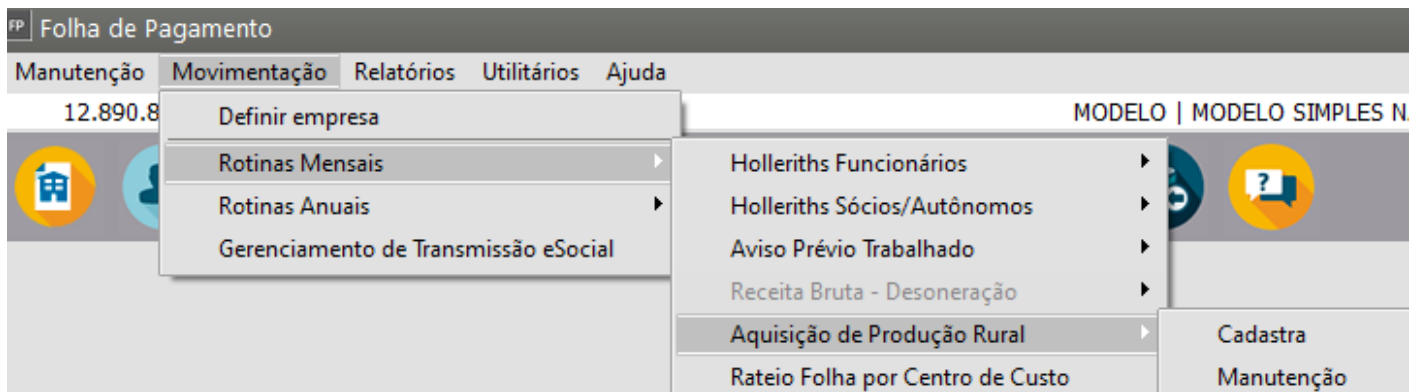 FP Folha de Pagamento
Manutenção Movimentação Relatórios Utilitários Ajuda
12.890.8 MODELO | MODELO SIMPLES N
Definir empresa
Rotinas Mensais
Rotinas Anuais
Gerenciamento de Transmissão eSocial
Holleriths Funcionários
Holleriths Sócios/Autônomos
Aviso Prévio Trabalhado
Receita Bruta - Desoneração
Aquisição de Produção Rural
Rateio Folha por Centro de Custo
Cadastra
Manutenção